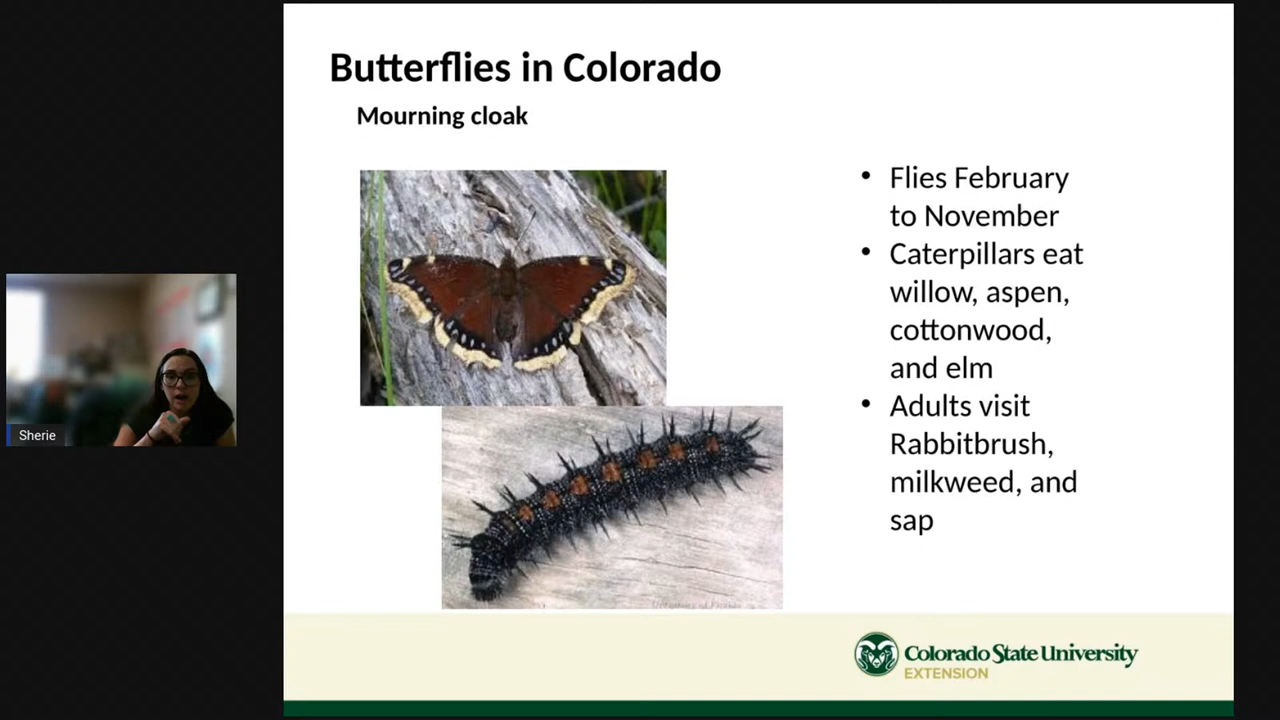 Butterflies in Colorado
Mourning cloak
• Flies February
to November
• Caterpillars eat
willow, aspen,
cottonwood,
and elm
• Adults visit
Rabbitbrush,
milkweed, and
sap
Sherie
Colorado State University
EXTENSION